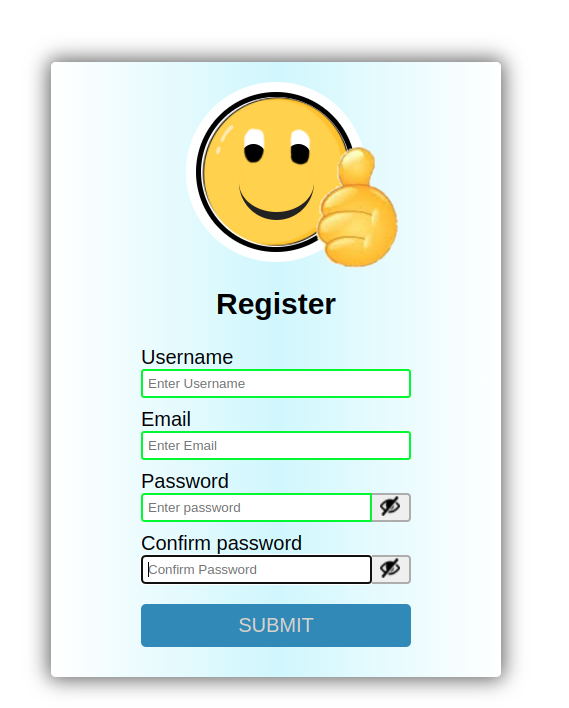 Register
Username
Enter Username
Email
Enter Email
Password
Enter password
Confirm password
Confirm Password
SUBMIT